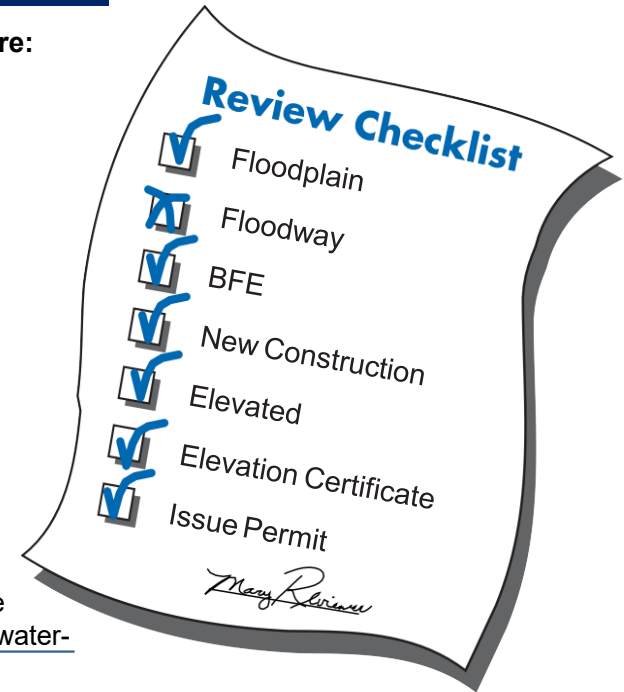 re:
Review Checklist
Floodplain
Floodway
BFE
New Construction
Elevated
Elevation Certificate
Issue Permit
Mary Reviewer
e
water-